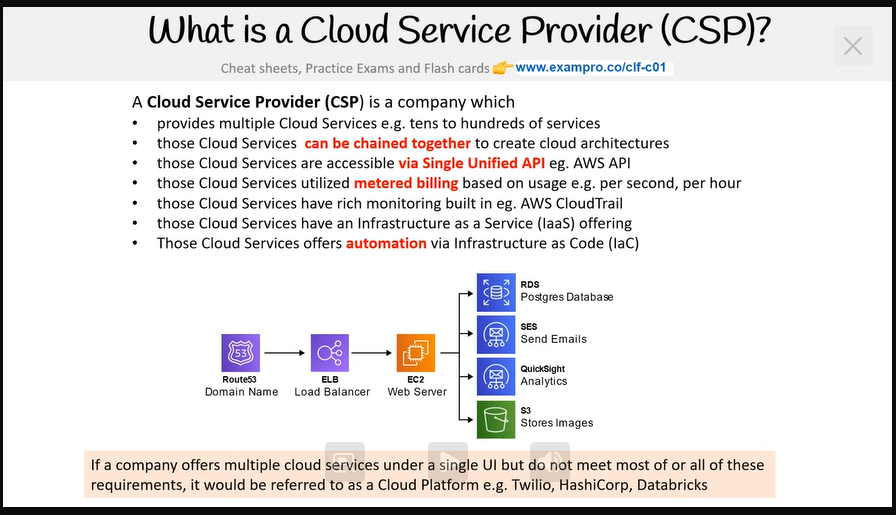 What is a Cloud Service Provider (CSP)?
Cheat sheets, Practice Exams and Flash cards 👉 www.exampro.co/clf-c01
A Cloud Service Provider (CSP) is a company which
• provides multiple Cloud Services e.g. tens to hundreds of services
• those Cloud Services can be chained together to create cloud architectures
• those Cloud Services are accessible via Single Unified API eg. AWS API
• those Cloud Services utilized metered billing based on usage e.g. per second, per hour
• those Cloud Services have rich monitoring built in eg. AWS CloudTrail
• those Cloud Services have an Infrastructure as a Service (IaaS) offering
• Those Cloud Services offers automation via Infrastructure as Code (IaC)
53
Route53
Domain Name
ELB
Load Balancer
EC2
Web Server
RDS
Postgres Database
SES
Send Emails
QuickSight
Analytics
S3
Stores Images
If a company offers multiple cloud services under a single UI but do not meet most of or all of these
requirements, it would be referred to as a Cloud Platform e.g. Twilio, HashiCorp, Databricks